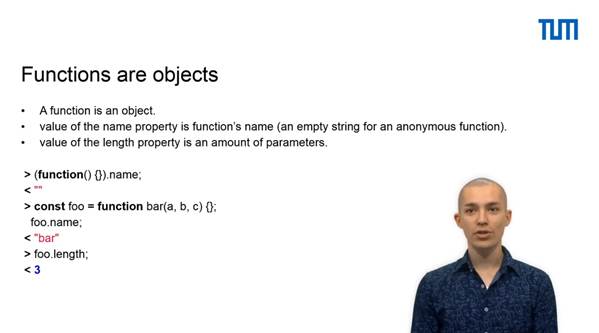 TUM
Functions are objects
• A function is an object.
• value of the name property is function's name (an empty string for an anonymous function).
• value of the length property is an amount of parameters.
> (function() {}).name;
< ""
> const foo = function bar(a, b, c) {};
foo.name;
< "bar"
> foo.length;
< 3